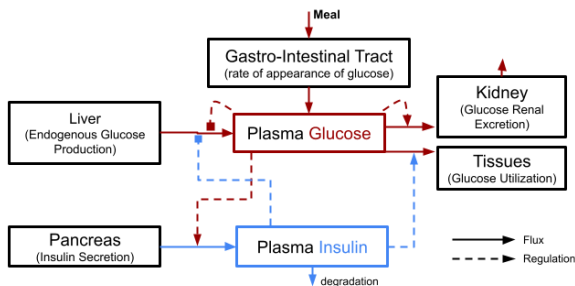 Meal
Gastro-Intestinal Tract
(rate of appearance of glucose)
Liver
(Endogenous Glucose
Production)
Plasma Glucose
Kidney
(Glucose Renal
Excretion)
Tissues
(Glucose Utilization)
Pancreas
(Insulin Secretion)
Plasma Insulin
degradation
Flux
Regulation